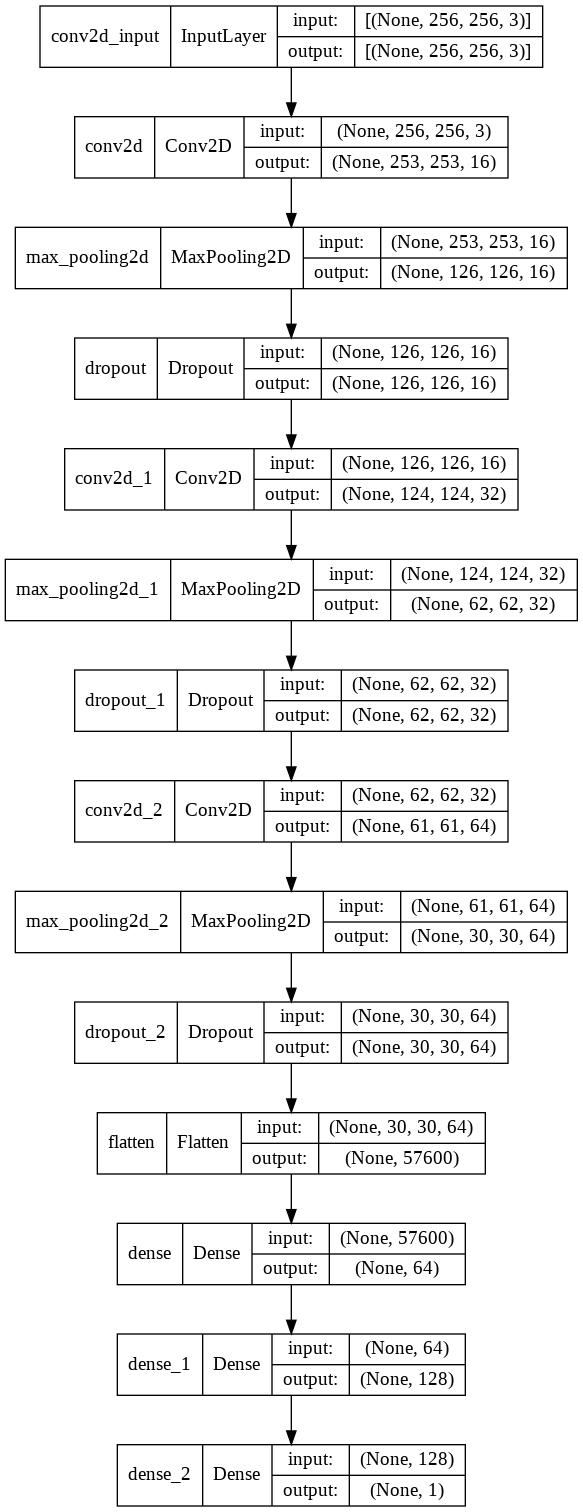 conv2d_input InputLayer input: [(None, 256, 256, 3)]
output: [(None, 256, 256, 3)]
conv2d Conv2D input: (None, 256, 256, 3)
output: (None, 253, 253, 16)
max_pooling2d MaxPooling2D input: (None, 253, 253, 16)
output: (None, 126, 126, 16)
dropout Dropout input: (None, 126, 126, 16)
output: (None, 126, 126, 16)
conv2d_1 Conv2D input: (None, 126, 126, 16)
output: (None, 124, 124, 32)
max_pooling2d_1 MaxPooling2D input: (None, 124, 124, 32)
output: (None, 62, 62, 32)
dropout_1 Dropout input: (None, 62, 62, 32)
output: (None, 62, 62, 32)
conv2d_2 Conv2D input: (None, 62, 62, 32)
output: (None, 61, 61, 64)
max_pooling2d_2 MaxPooling2D input: (None, 61, 61, 64)
output: (None, 30, 30, 64)
dropout_2 Dropout input: (None, 30, 30, 64)
output: (None, 30, 30, 64)
flatten Flatten input: (None, 30, 30, 64)
output: (None, 57600)
dense Dense input: (None, 57600)
output: (None, 64)
dense_1 Dense input: (None, 64)
output: (None, 128)
dense_2 Dense input: (None, 128)
output: (None, 1)